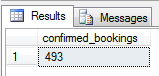 Results Messages
confirmed_bookings
1 493